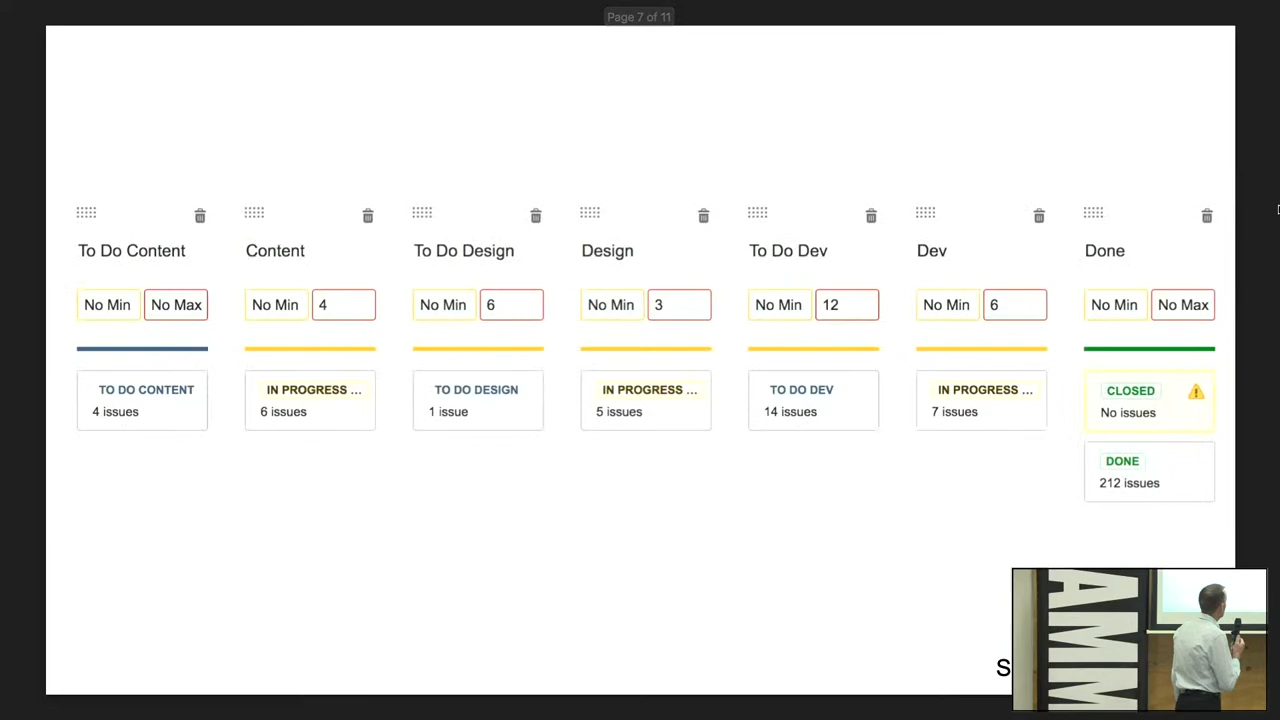 Page 7 of 11
To Do Content
Content
To Do Design
Design
To Do Dev
Dev
Done
No Min No Max
No Min 4
No Min 6
No Min 3
No Min 12
No Min 6
No Min No Max
TO DO CONTENT
4 issues
IN PROGRESS ...
6 issues
TO DO DESIGN
1 issue
IN PROGRESS ...
5 issues
TO DO DEV
14 issues
IN PROGRESS ...
7 issues
CLOSED
No issues
DONE
212 issues
S
AMM